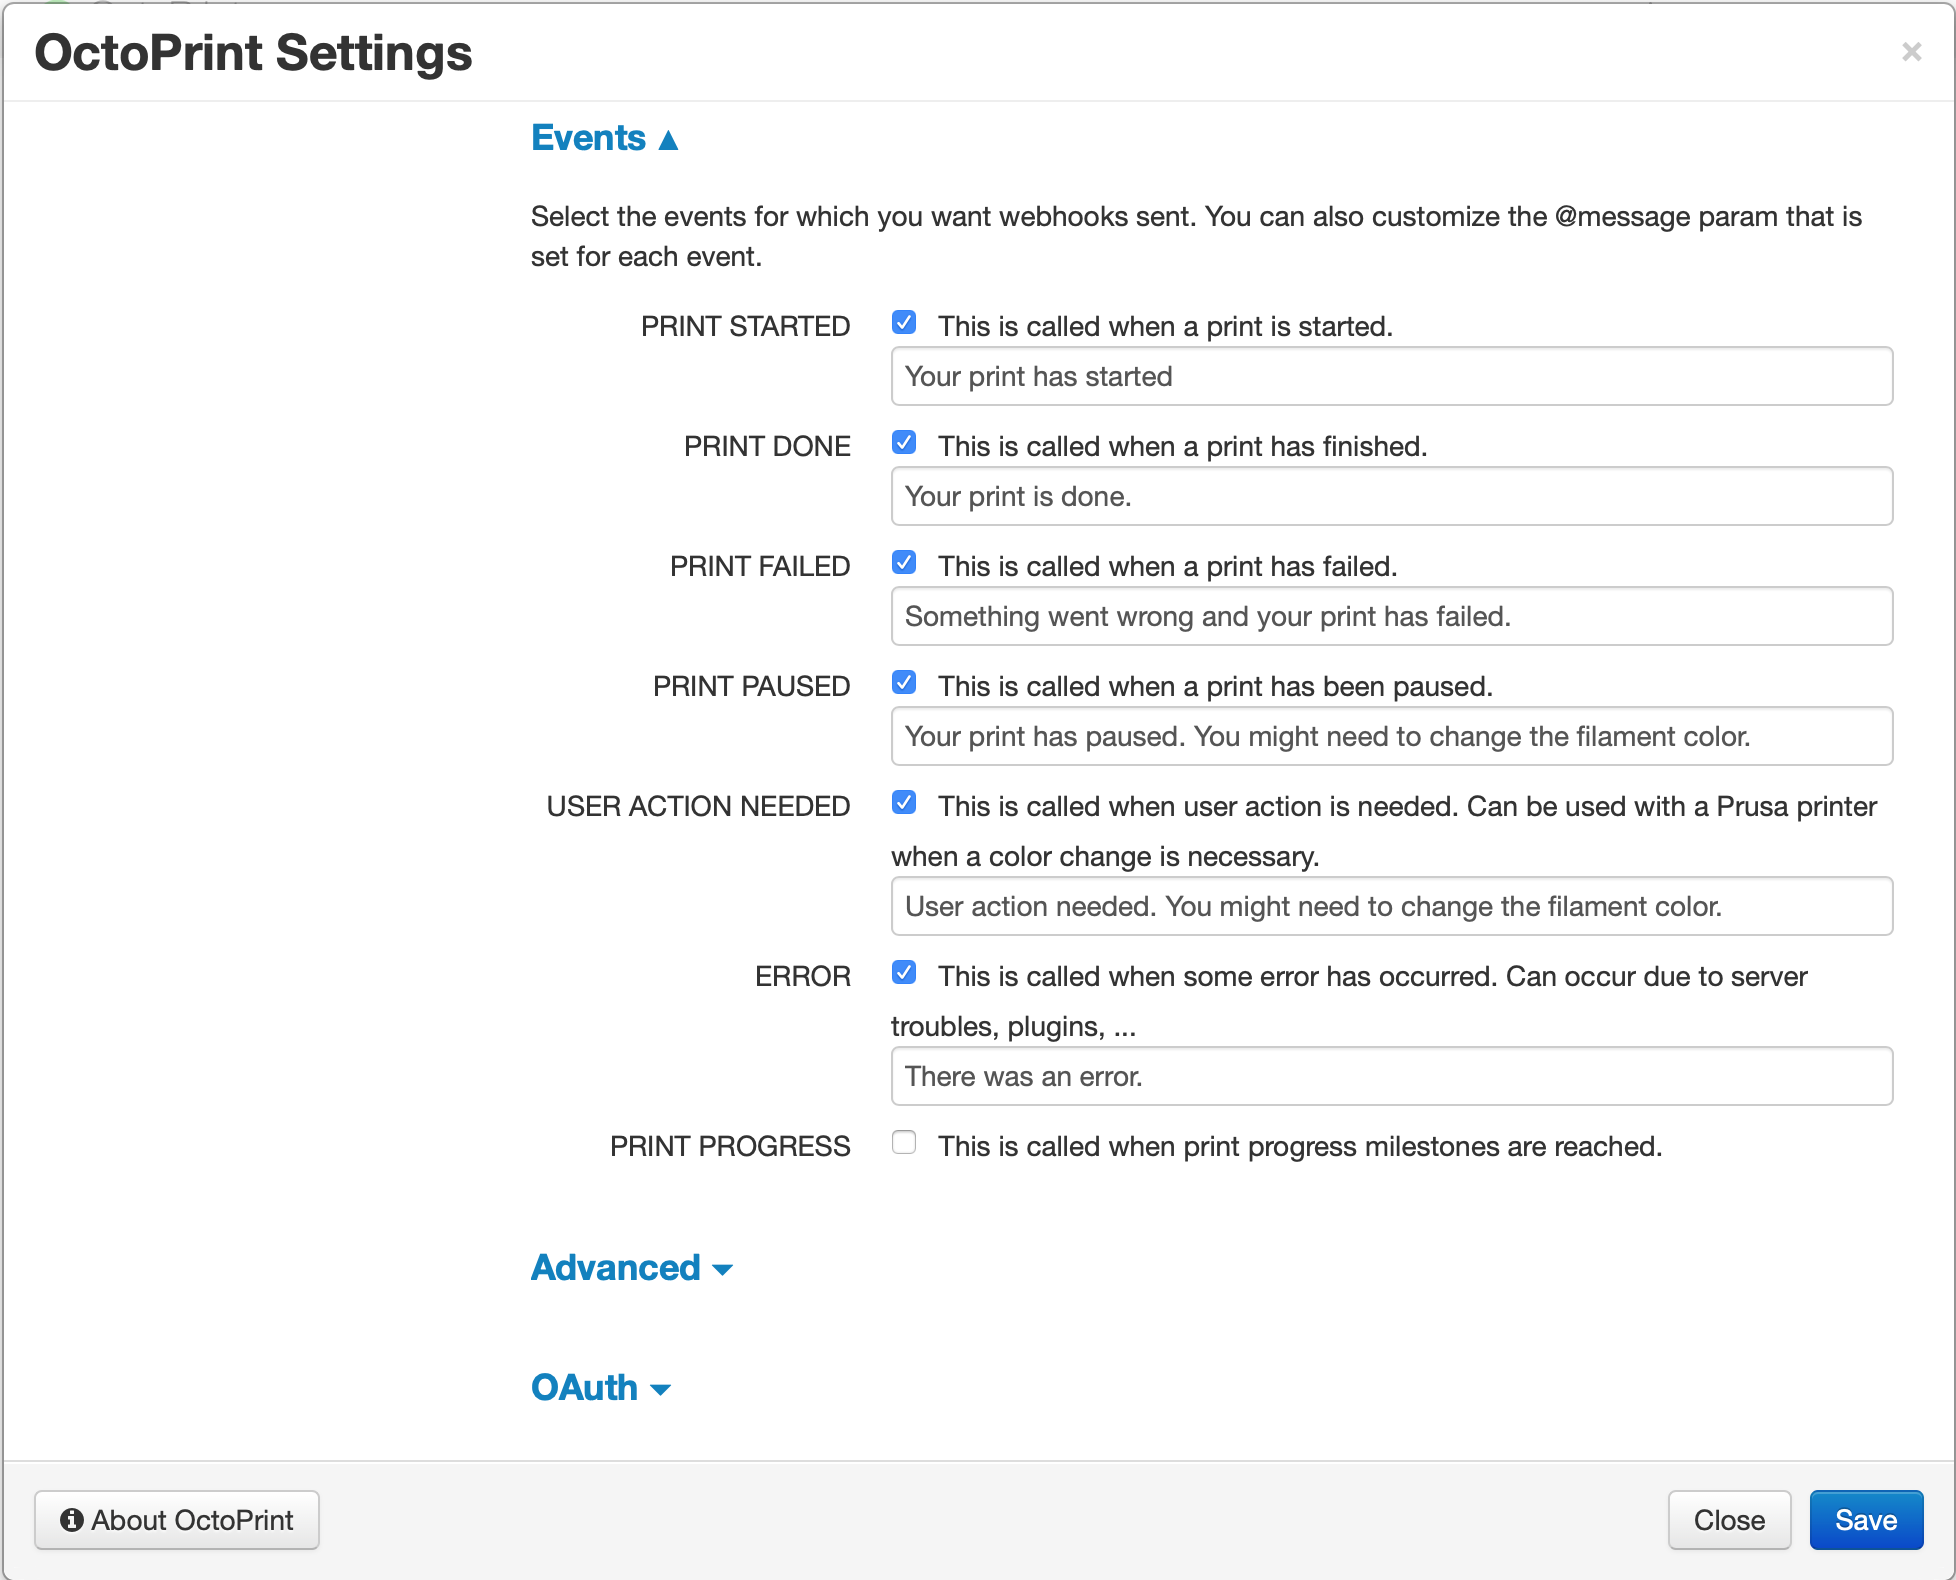 OctoPrint Settings
×
Events ▲
Select the events for which you want webhooks sent. You can also customize the @message param that is
set for each event.
PRINT STARTED This is called when a print is started.
Your print has started
PRINT DONE This is called when a print has finished.
Your print is done.
PRINT FAILED This is called when a print has failed.
Something went wrong and your print has failed.
PRINT PAUSED This is called when a print has been paused.
Your print has paused. You might need to change the filament color.
USER ACTION NEEDED This is called when user action is needed. Can be used with a Prusa printer
when a color change is necessary.
User action needed. You might need to change the filament color.
ERROR This is called when some error has occurred. Can occur due to server
troubles, plugins, ...
There was an error.
PRINT PROGRESS This is called when print progress milestones are reached.
Advanced
OAuth
About OctoPrint Close Save